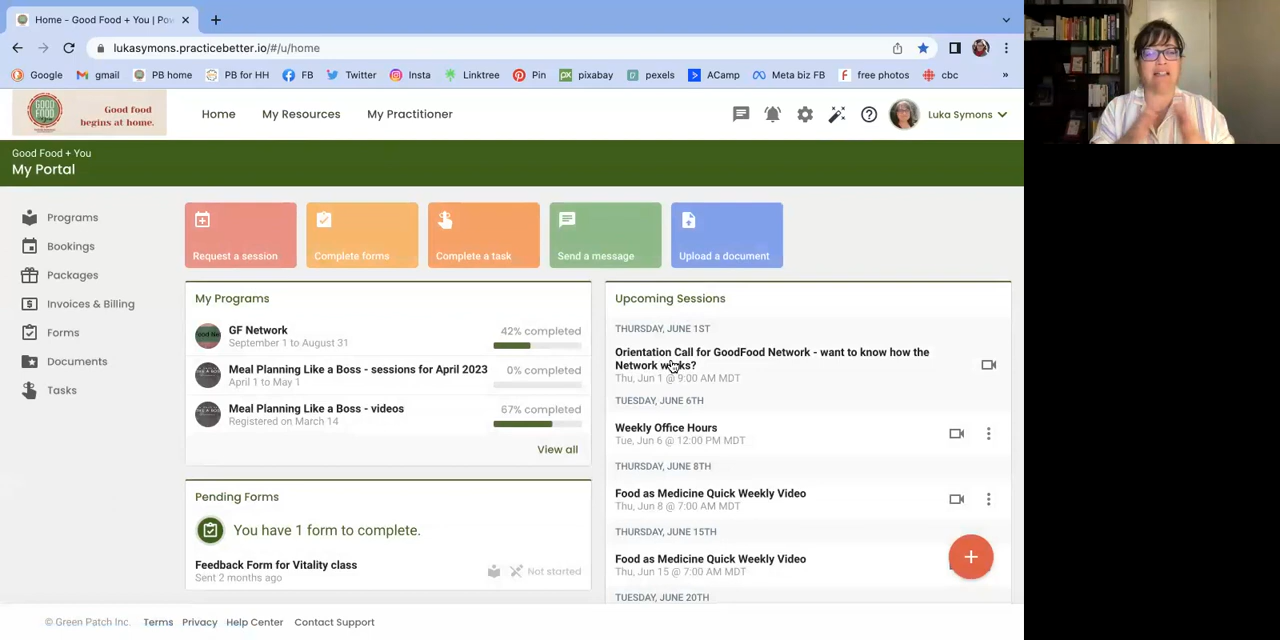 Home - Good Food + You | Pow
lukasymons.practicebetter.io/#/u/home
Google
gmail
PB home
PB for HH
FB
Twitter
Insta
Linktree
Pin
pixabay
pexels
ACamp
Meta biz FB
free photos
cbc
»
GOOD FOOD
Good food
begins at home.
Home
My Resources
My Practitioner
Luka Symons
Good Food + You
My Portal
Programs
Bookings
Packages
Invoices & Billing
Forms
Documents
Tasks
Request a session
Complete forms
Complete a task
Send a message
Upload a document
My Programs
GF Network
September 1 to August 31
42% completed
Meal Planning Like a Boss - sessions for April 2023
April 1 to May 1
0% completed
Meal Planning Like a Boss - videos
Registered on March 14
67% completed
View all
Pending Forms
You have 1 form to complete.
Feedback Form for Vitality class
Sent 2 months ago
Not started
Upcoming Sessions
THURSDAY, JUNE 1ST
Orientation Call for GoodFood Network - want to know how the
Network works?
Thu, Jun 1 @ 9:00 AM MDT
TUESDAY, JUNE 6TH
Weekly Office Hours
Tue, Jun 6 @ 12:00 PM MDT
THURSDAY, JUNE 8TH
Food as Medicine Quick Weekly Video
Thu, Jun 8 @ 7:00 AM MDT
THURSDAY, JUNE 15TH
Food as Medicine Quick Weekly Video
Thu, Jun 15 @ 7:00 AM MDT
TUESDAY, JUNE 20TH
© Green Patch Inc.
Terms
Privacy
Help Center
Contact Support